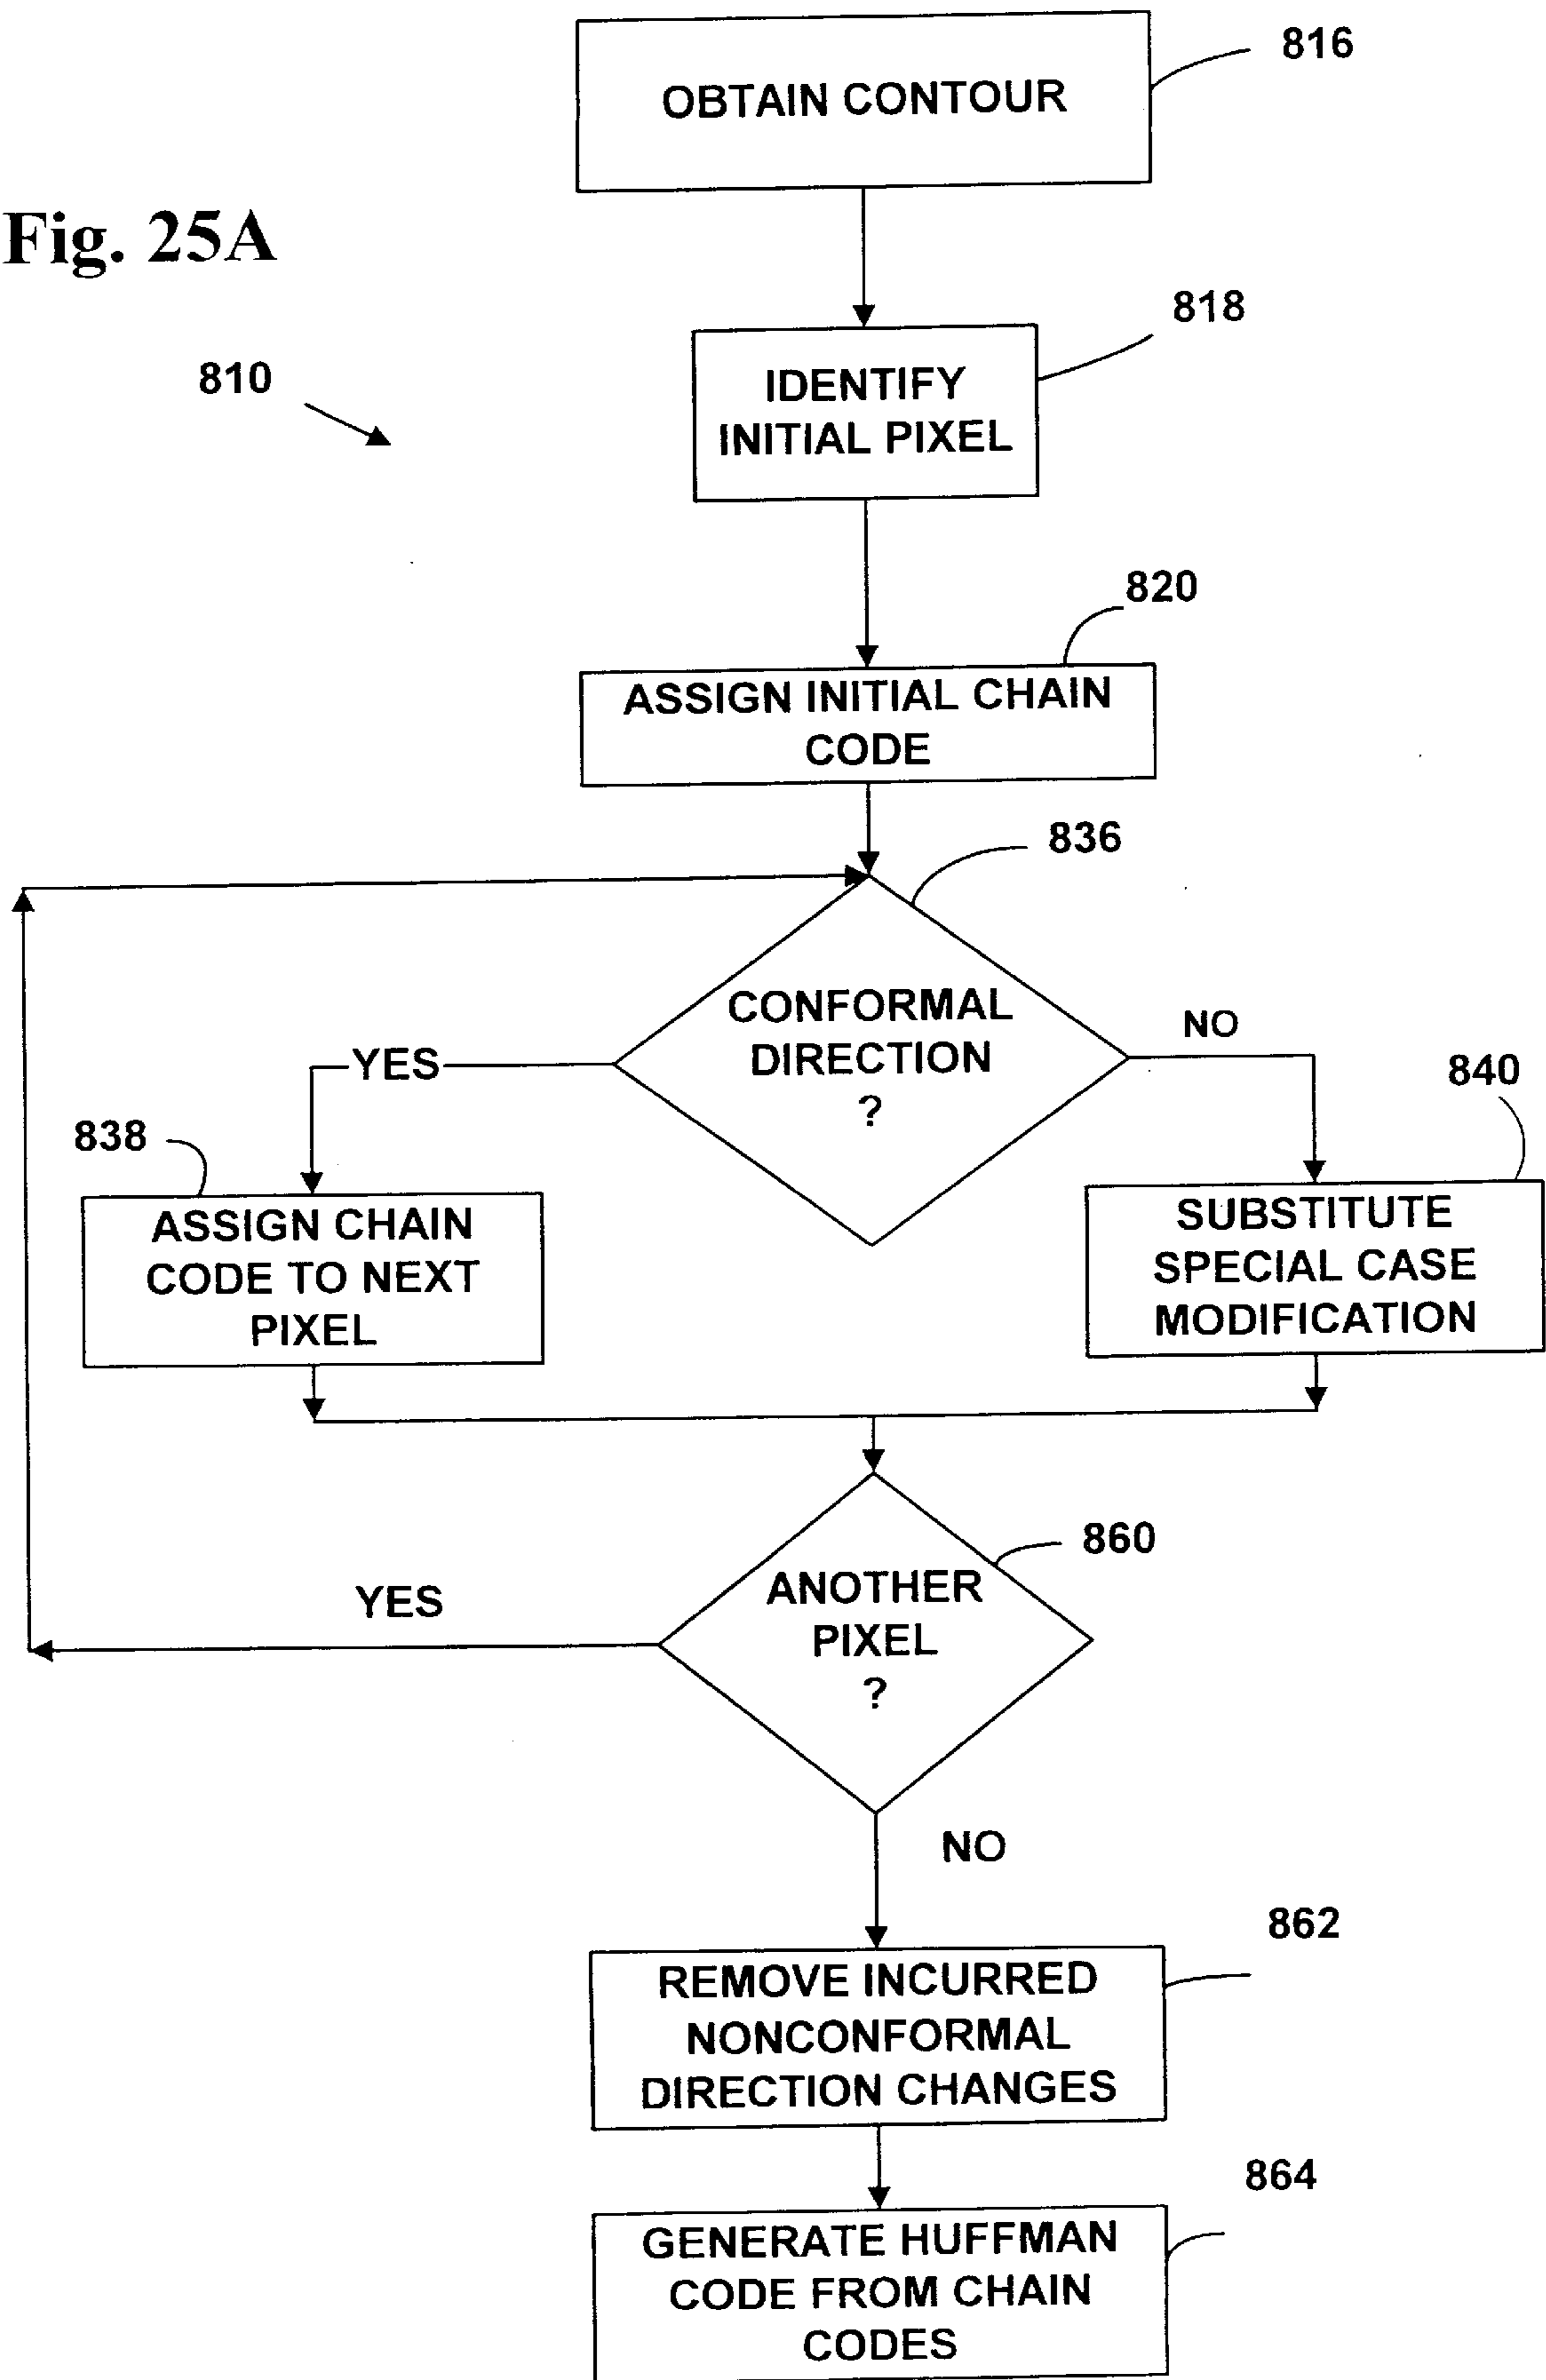 816
OBTAIN CONTOUR
Fig. 25A
818
810
IDENTIFY
INITIAL PIXEL
820
ASSIGN INITIAL CHAIN
CODE
836
CONFORMAL
DIRECTION
?
YES
NO
840
838
ASSIGN CHAIN
CODE TO NEXT
PIXEL
SUBSTITUTE
SPECIAL CASE
MODIFICATION
860
ANOTHER
PIXEL
?
YES
NO
862
REMOVE INCURRED
NONCONFORMAL
DIRECTION CHANGES
864
GENERATE HUFFMAN
CODE FROM CHAIN
CODES